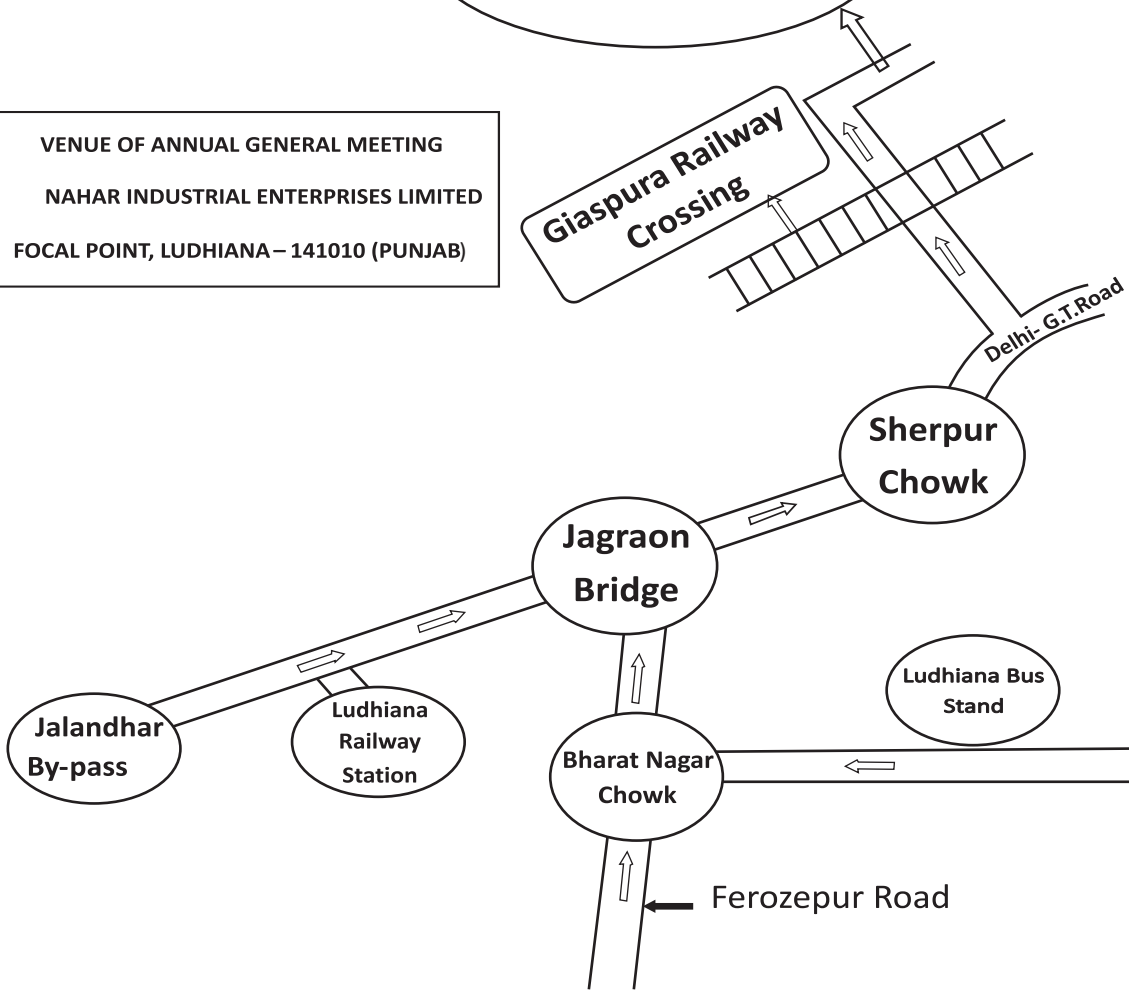 VENUE OF ANNUAL GENERAL MEETING
NAHAR INDUSTRIAL ENTERPRISES LIMITED
FOCAL POINT, LUDHIANA – 141010 (PUNJAB)
Giaspura Railway
Crossing
Delhi- G.T.Road
Sherpur
Chowk
Jagraon
Bridge
Ludhiana Bus
Stand
Jalandhar
By-pass
Ludhiana
Railway
Station
Bharat Nagar
Chowk
Ferozepur Road